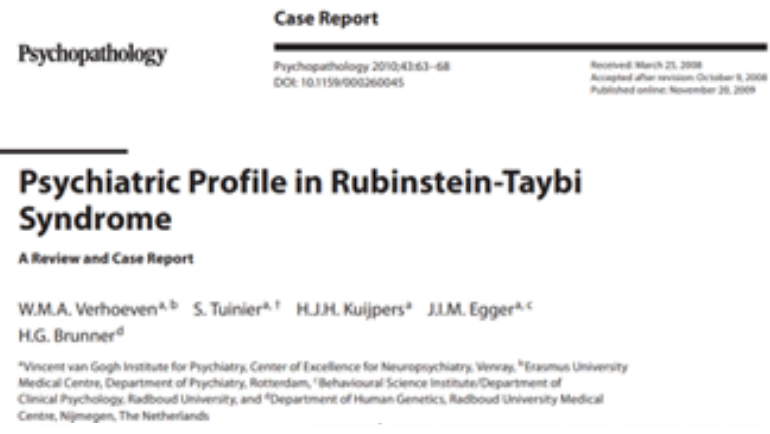 Case Report
Psychopathology
Psychopathology 2010;43:63–68
DOI: 10.1159/000260045
Received: March 25, 2008
Accepted after revision: October 9, 2008
Published online: November 20, 2009
Psychiatric Profile in Rubinstein-Taybi
Syndrome
A Review and Case Report
W.M.A. Verhoeven a, b S. Tuinier a, † H.J.H. Kuijpers a J.I.M. Egger a, c
H.G. Brunner d
a Vincent van Gogh Institute for Psychiatry, Center of Excellence for Neuropsychiatry, Venray, b Erasmus University
Medical Centre, Department of Psychiatry, Rotterdam, c Behavioural Science Institute/Department of
Clinical Psychology, Radboud University, and d Department of Human Genetics, Radboud University Medical
Centre, Nijmegen, The Netherlands